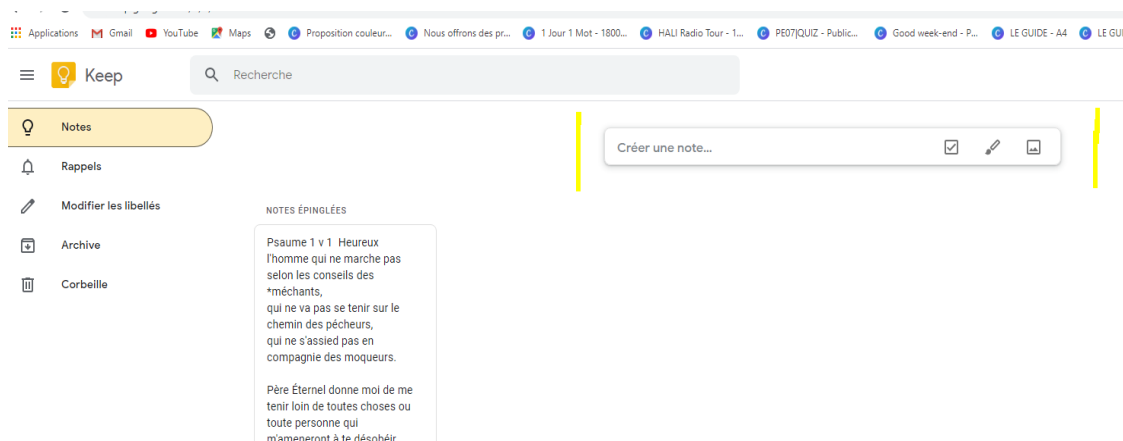 Applications Gmail YouTube Maps Proposition couleur... Nous offrons des pr... 1 Jour 1 Mot - 1800... HALI Radio Tour - 1... PE07|QUIZ - Public... Good week-end - P... LE GUIDE - A4 LE GUI
Keep Recherche
Notes
Créer une note...
Rappels
Modifier les libellés
NOTES ÉPINGLÉES
Archive
Corbeille
Psaume 1 v 1 Heureux
l'homme qui ne marche pas
selon les conseils des
*méchants,
qui ne va pas se tenir sur le
chemin des pécheurs,
qui ne s'assied pas en
compagnie des moqueurs.
Père Éternel donne moi de me
tenir loin de toutes choses ou
toute personne qui
m'ameneront à te désobéir